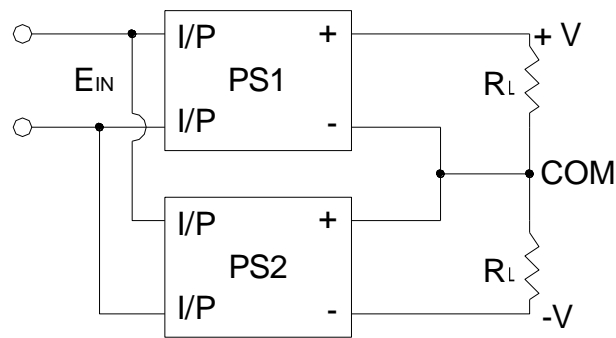 I/P
+
+ V
EIN
PS1
RL
I/P
-
COM
I/P
+
PS2
RL
I/P
-
-V